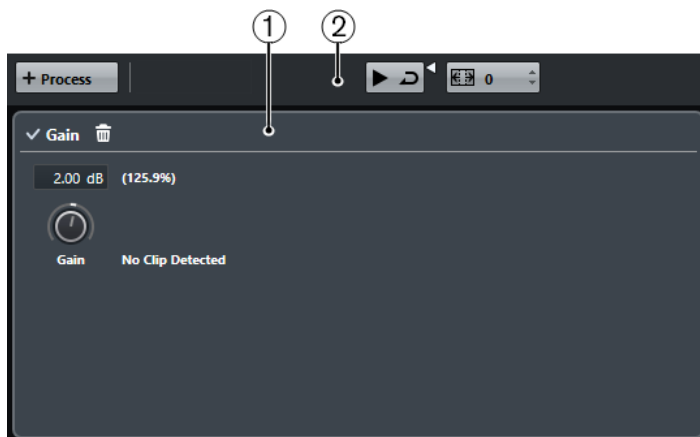 ① ②
+ Process 0
Gain
2.00 dB (125.9%)
Gain No Clip Detected